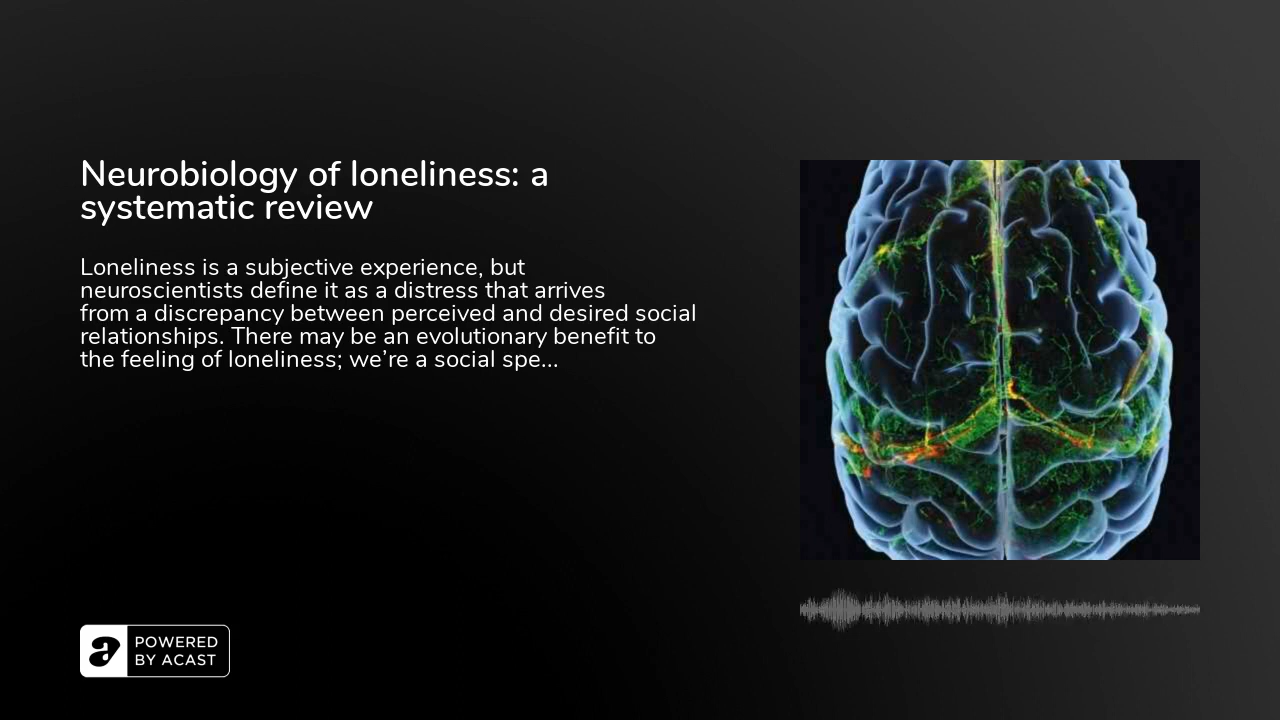 Neurobiology of loneliness: a
systematic review
Loneliness is a subjective experience, but
neuroscientists define it as a distress that arrives
from a discrepancy between perceived and desired social
relationships. There may be an evolutionary benefit to
the feeling of loneliness; we’re a social spe...
a
POWERED
BY ACAST